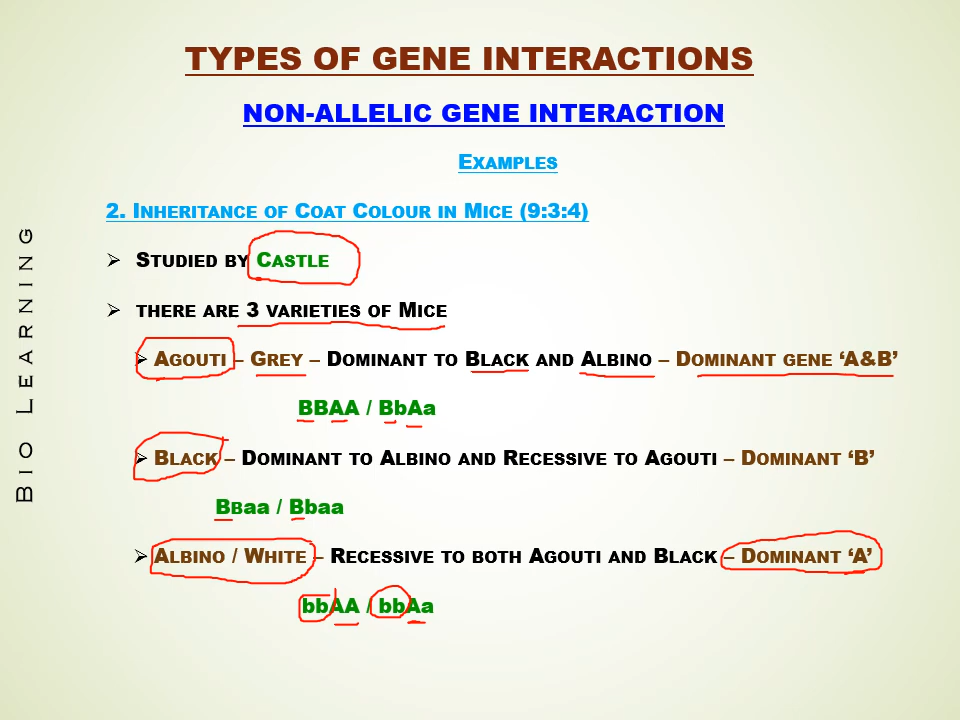 TYPES OF GENE INTERACTIONS
NON-ALLELIC GENE INTERACTION
EXAMPLES
2. INHERITANCE OF COAT COLOUR IN MICE (9:3:4)
➢ STUDIED BY CASTLE
➢ THERE ARE 3 VARIETIES OF MICE
➢ AGOUTI – GREY – DOMINANT TO BLACK AND ALBINO – DOMINANT GENE ‘A&B’
BBAA / BbAa
➢ BLACK – DOMINANT TO ALBINO AND RECESSIVE TO AGOUTI – DOMINANT ‘B’
BBaa / Bbaa
➢ ALBINO / WHITE – RECESSIVE TO BOTH AGOUTI AND BLACK – DOMINANT ‘A’
bbAA / bbAa
BIO LEARNING